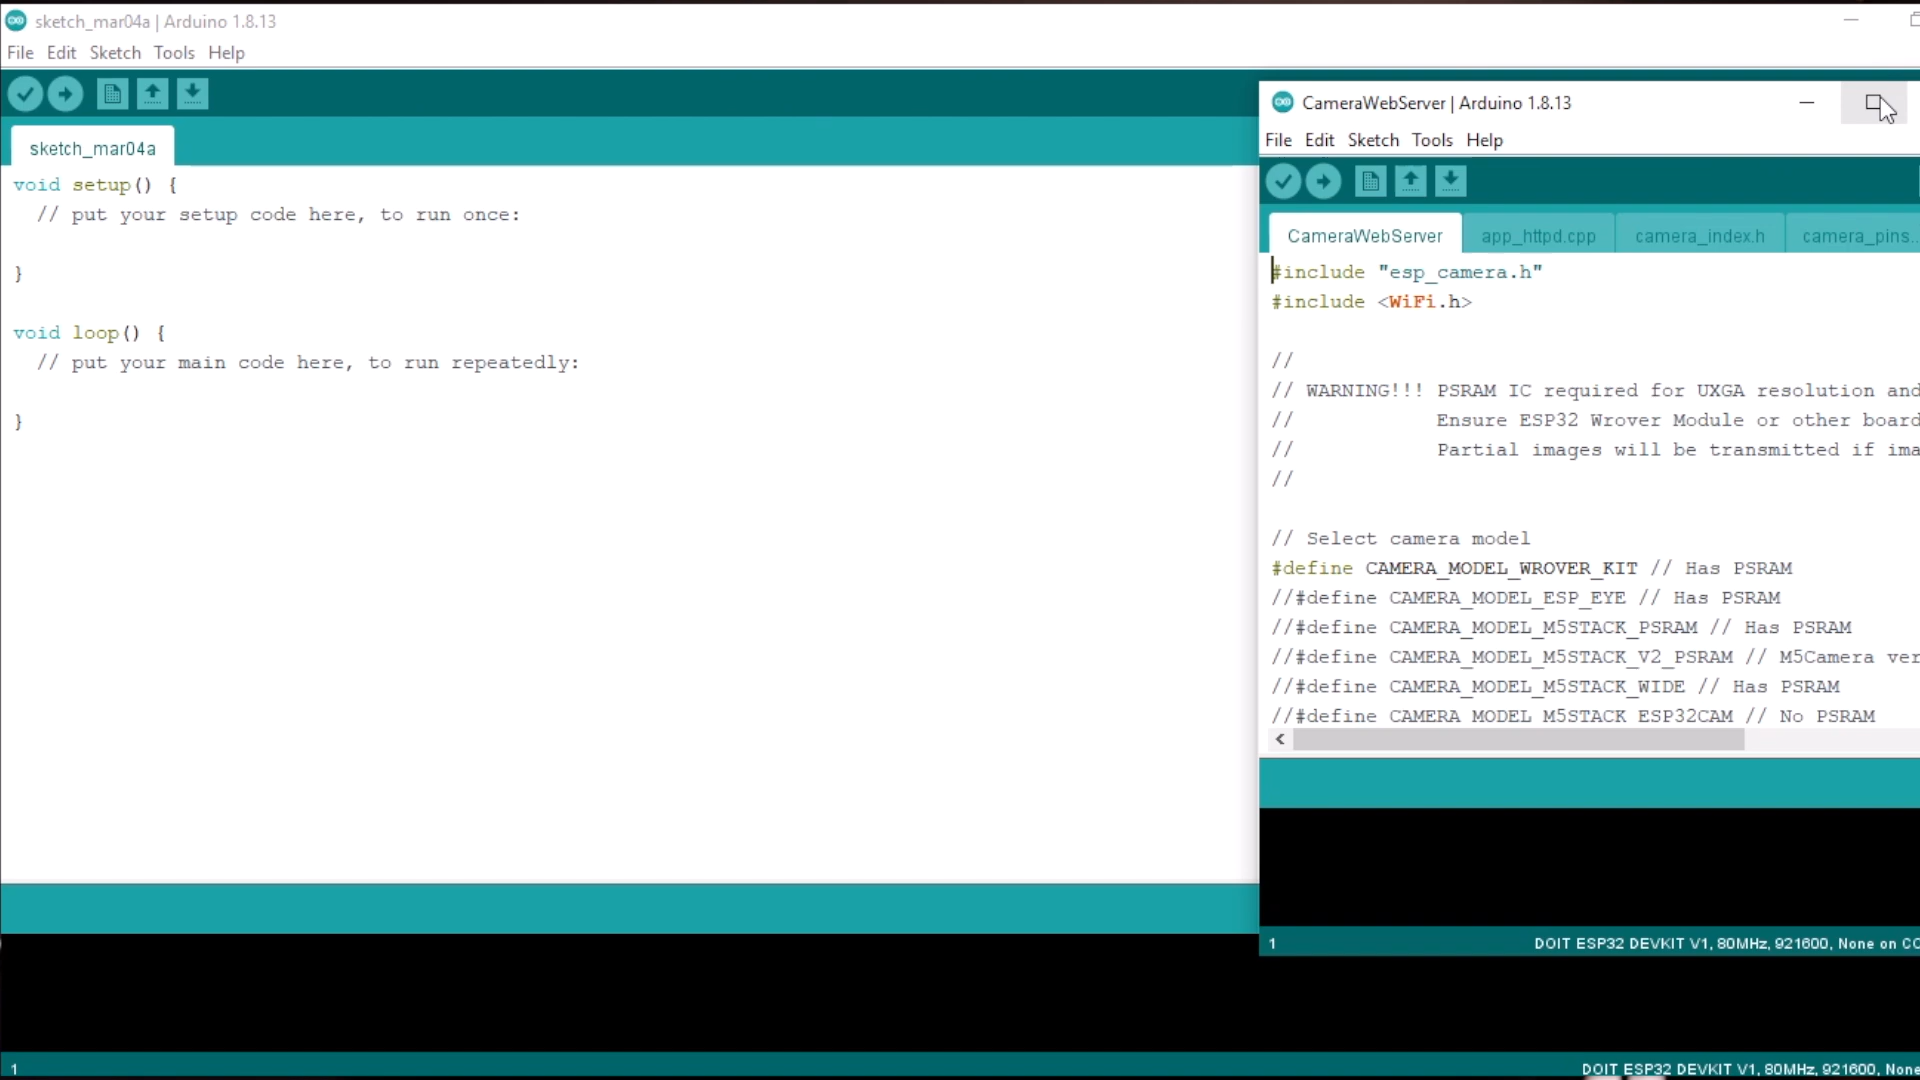 sketch_mar04a | Arduino 1.8.13
File Edit Sketch Tools Help
sketch_mar04a
void setup() {
// put your setup code here, to run once:
}
void loop() {
// put your main code here, to run repeatedly:
}
1
DOIT ESP32 DEVKIT V1, 80MHz, 921600, None
CameraWebServer | Arduino 1.8.13
File Edit Sketch Tools Help
CameraWebServer app_httpd.cpp camera_index.h camera_pins..
#include "esp_camera.h"
#include <WiFi.h>
//
// WARNING!!! PSRAM IC required for UXGA resolution and
// Ensure ESP32 Wrover Module or other board
// Partial images will be transmitted if ima
//
// Select camera model
#define CAMERA_MODEL_WROVER_KIT // Has PSRAM
//#define CAMERA_MODEL_ESP_EYE // Has PSRAM
//#define CAMERA_MODEL_M5STACK_PSRAM // Has PSRAM
//#define CAMERA_MODEL_M5STACK_V2_PSRAM // M5Camera ver
//#define CAMERA_MODEL_M5STACK_WIDE // Has PSRAM
//#define CAMERA_MODEL_M5STACK_ESP32CAM // No PSRAM
1
DOIT ESP32 DEVKIT V1, 80MHz, 921600, None on CO